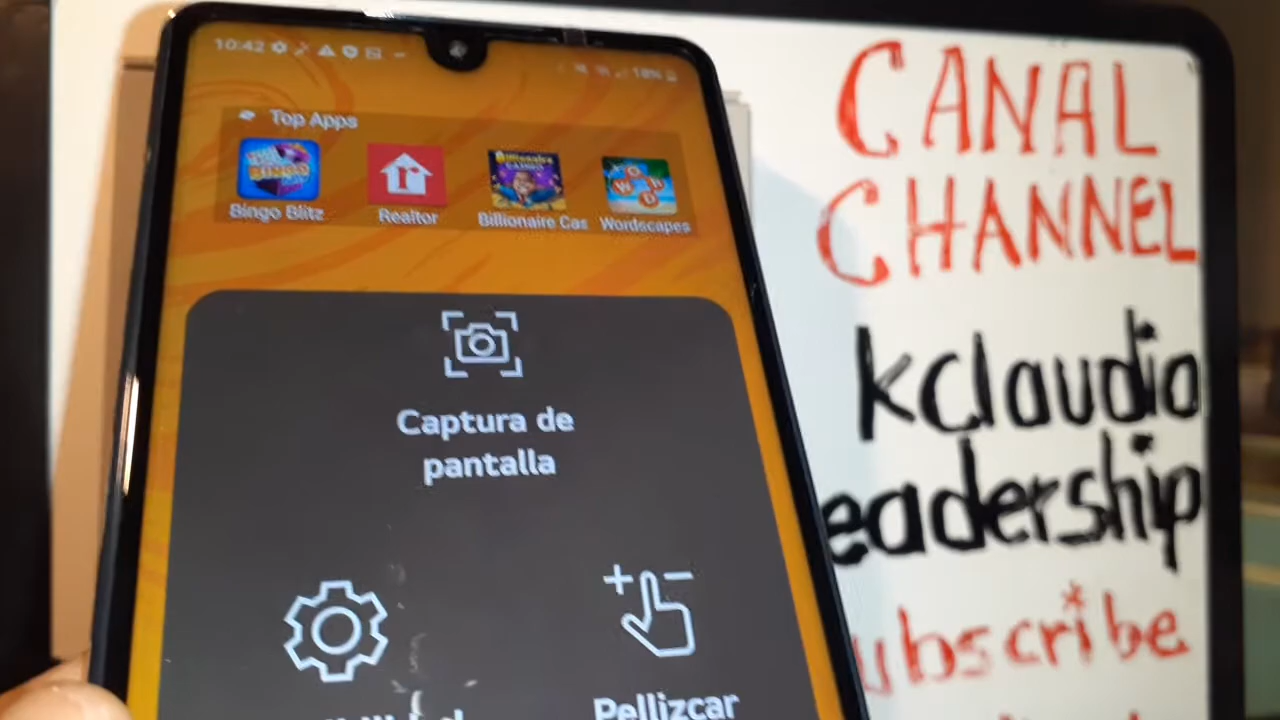 10:42
18%
Top Apps
Bingo Blitz
Realtor
Billionaire Cas
Wordscapes
Captura de
pantalla
Pellizcar
CANAL
CHANNEL
kclaudio
eadership
ubscribe